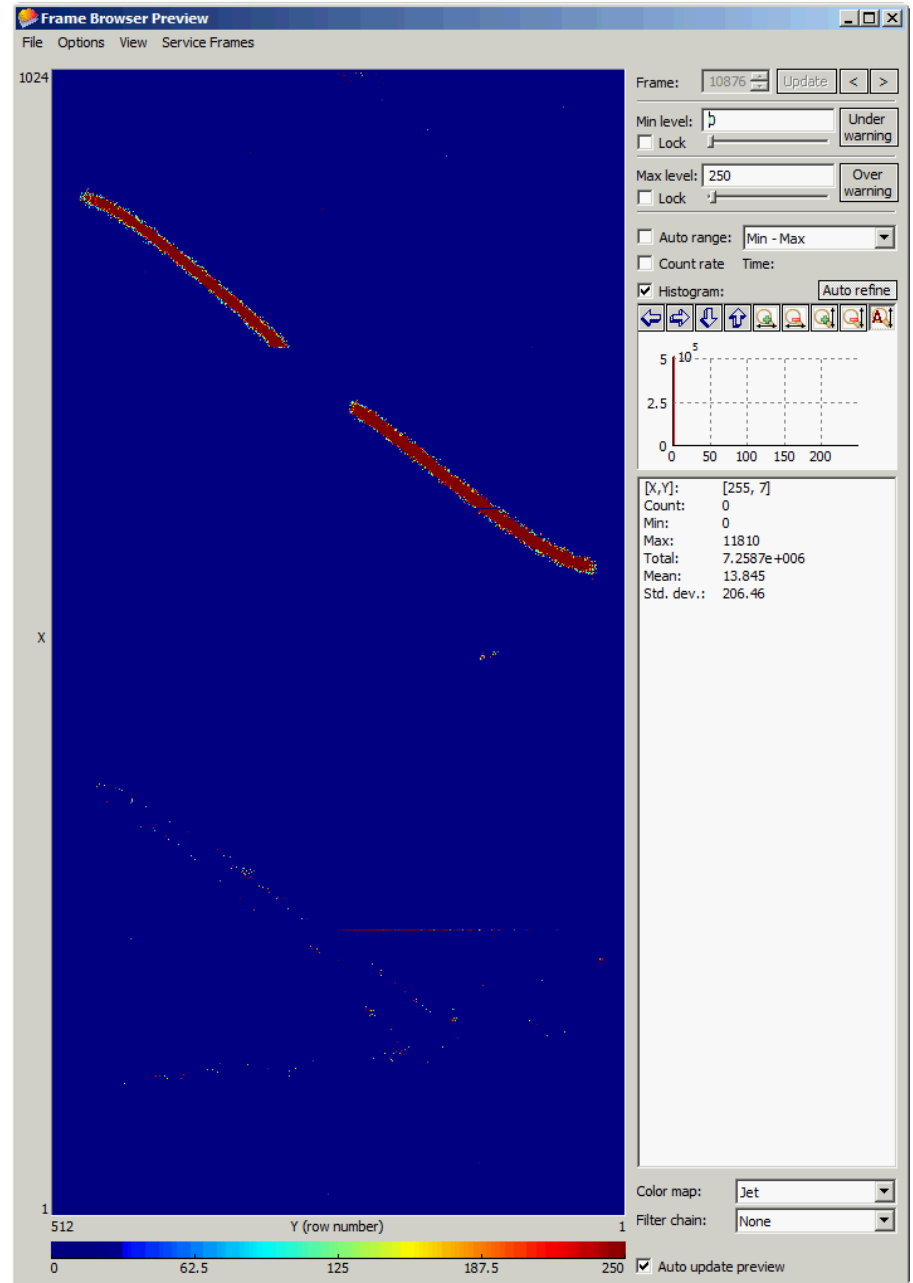 Frame Browser Preview
File Options View Service Frames
1024
X
1
512 Y (row number) 1
0 62.5 125 187.5 250
Frame: 10876 Update < >
Min level: Under warning
Lock
Max level: 250 Over warning
Lock
Auto range: Min - Max
Count rate Time:
Histogram: Auto refine
A
5 10^5
2.5
0
0 50 100 150 200
[X,Y]: [255, 7]
Count: 0
Min: 0
Max: 11810
Total: 7.2587e+006
Mean: 13.845
Std. dev.: 206.46
Color map: Jet
Filter chain: None
Auto update preview